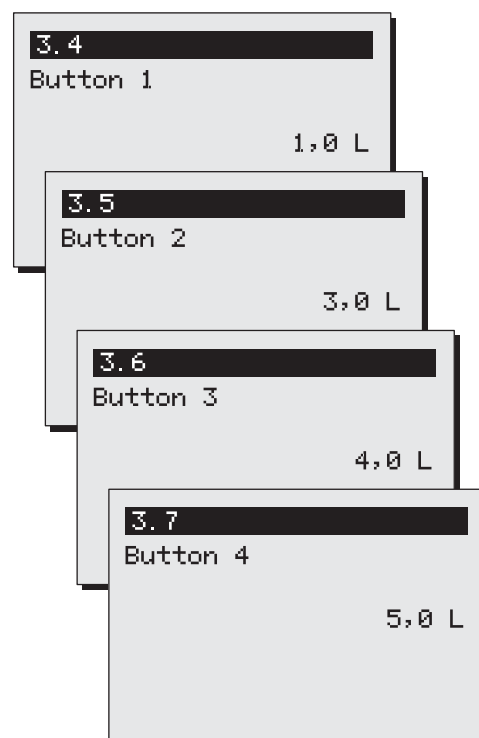 3.4
Button 1
1,0 L
3.5
Button 2
3,0 L
3.6
Button 3
4,0 L
3.7
Button 4
5,0 L